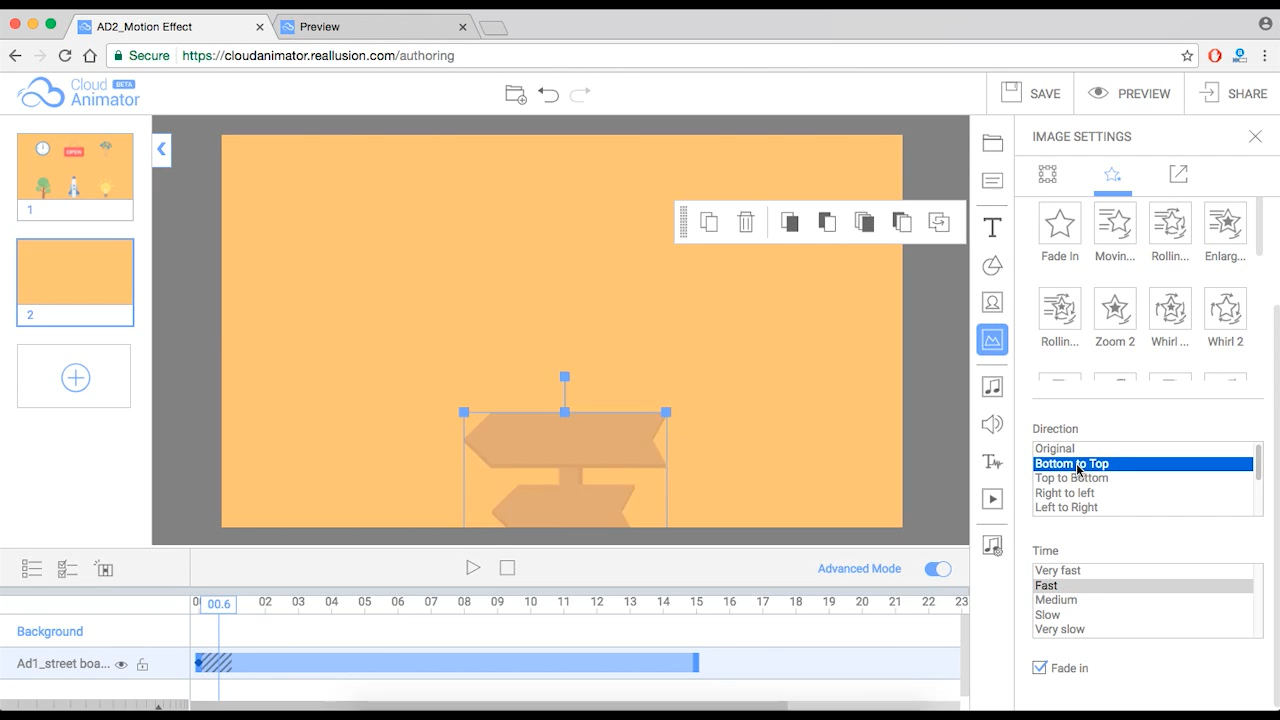 AD2_Motion Effect
Preview
Secure
https://cloudanimator.reallusion.com/authoring
Cloud BETA
Animator
SAVE
PREVIEW
SHARE
OPEN
1
2
IMAGE SETTINGS
Fade In
Movin...
Rollin...
Enlarg...
Rollin...
Zoom 2
Whirl ...
Whirl 2
Direction
Original
Bottom to Top
Top to Bottom
Right to left
Left to Right
Time
Very fast
Fast
Medium
Slow
Very slow
Fade in
Advanced Mode
00.6 02 03 04 05 06 07 08 09 10 11 12 13 14 15 16 17 18 19 20 21 22 23
Background
Ad1_street boa...